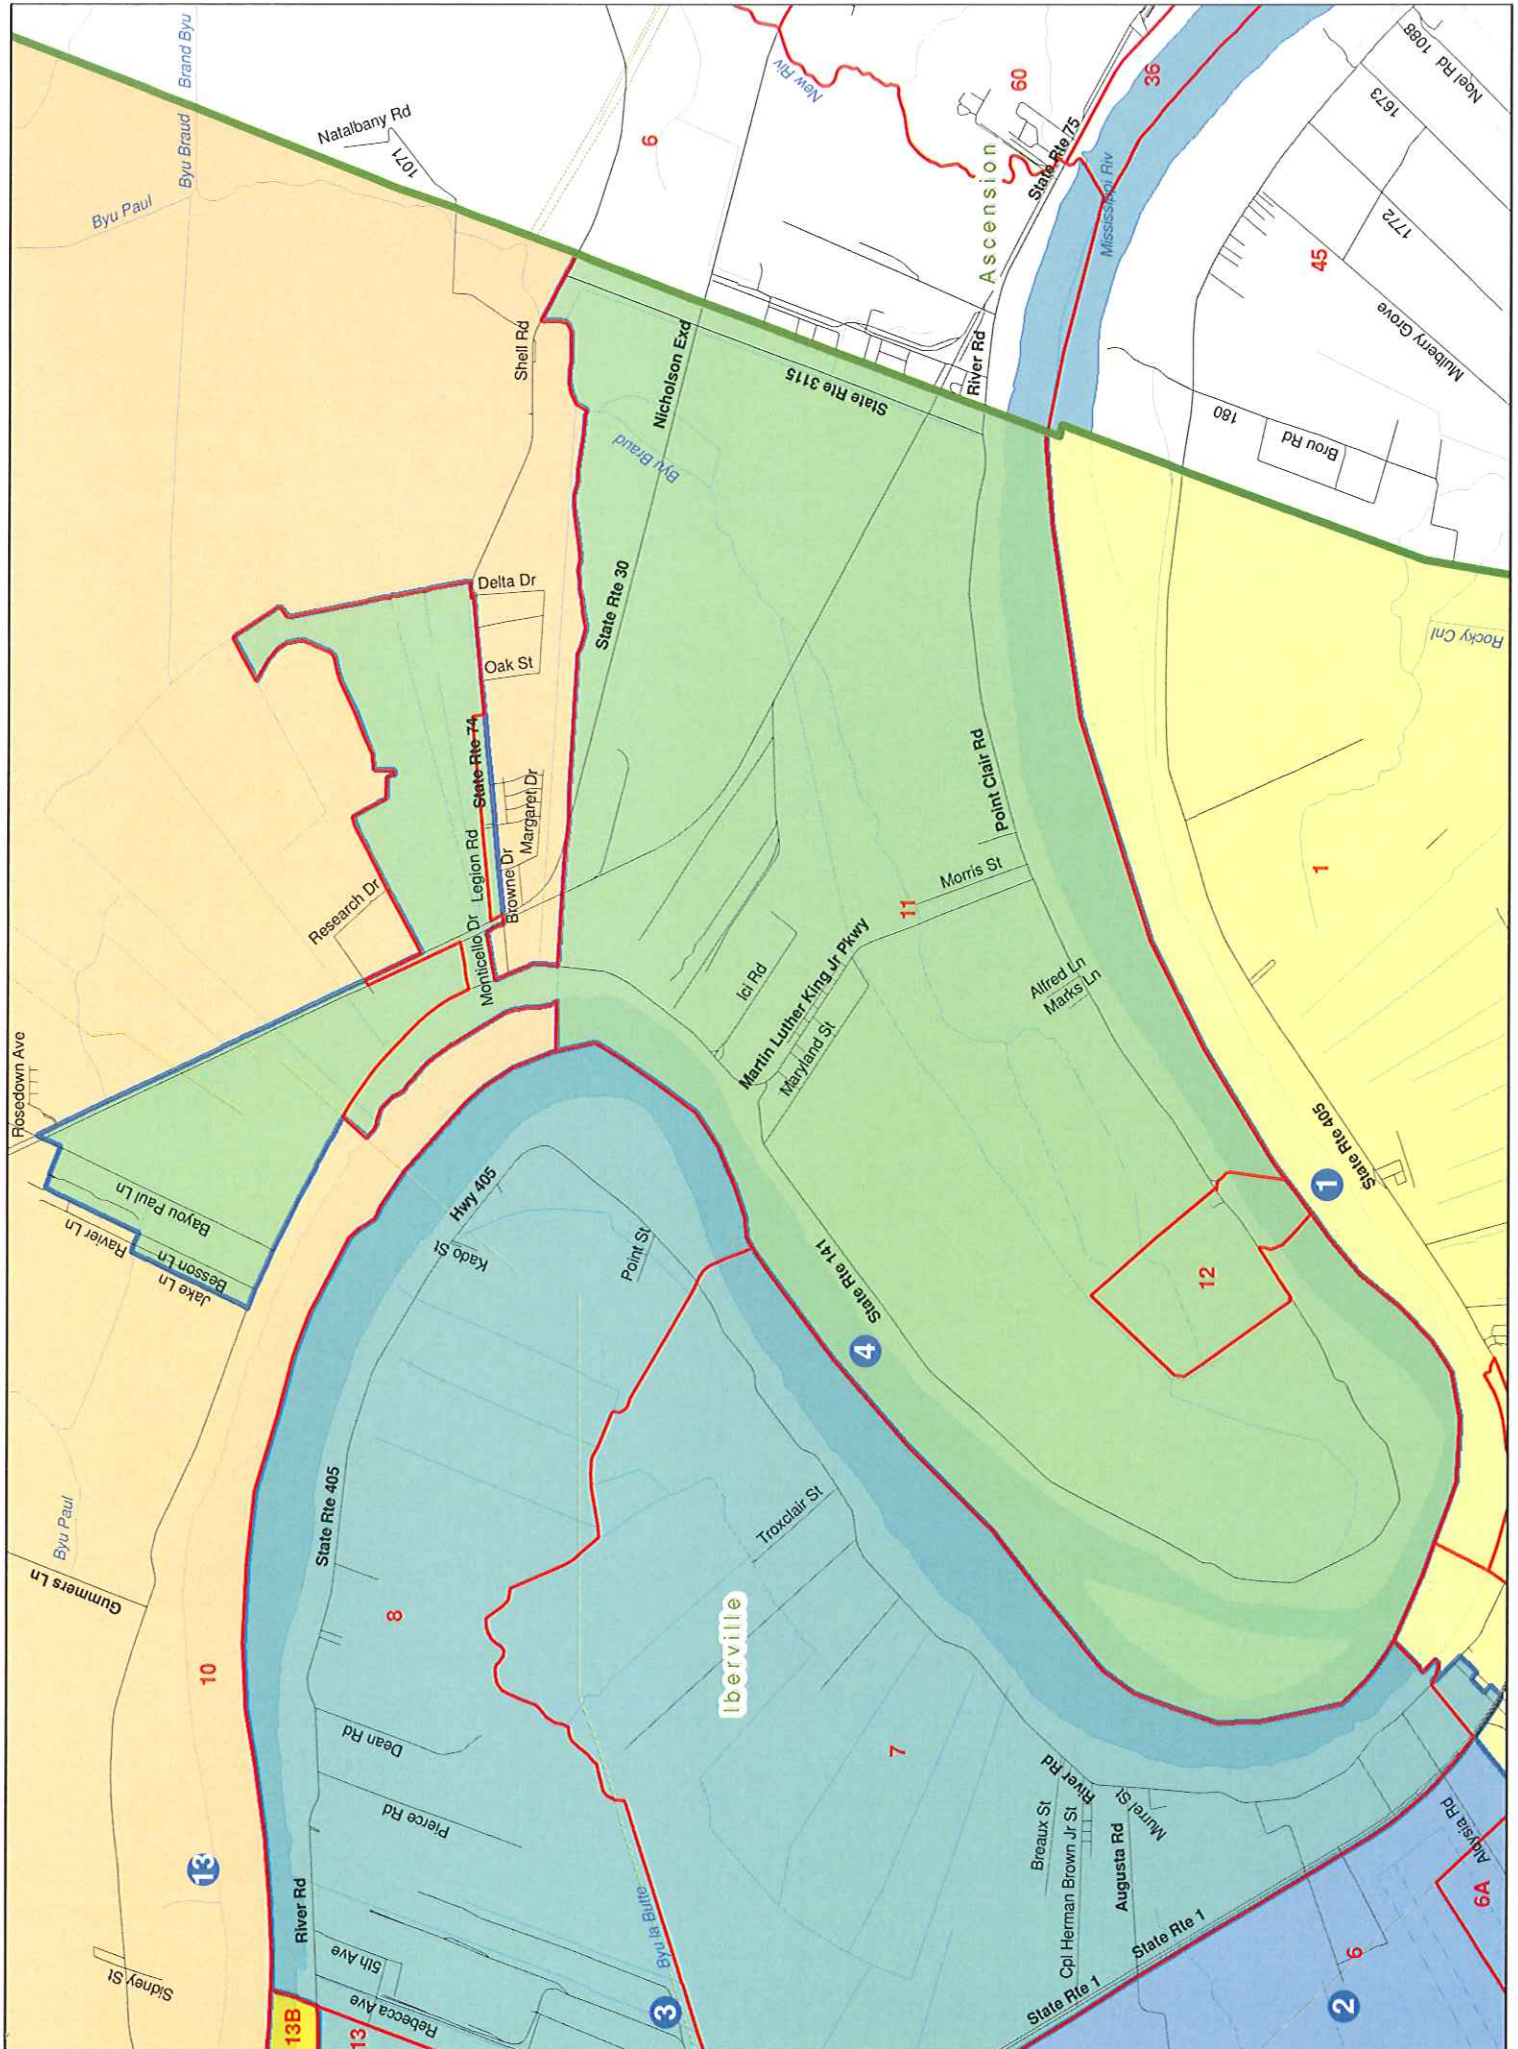 Byu Braud
Brand Byu
Byu Paul
Natalbany Rd
1071
6
New Riv
60
36
Noel Rd
1088
1673
1772
45
Mulberry Grove
Ascension
State Rte 75
Mississippi Riv
River Rd
State Rte 3115
180
Brou Rd
Shell Rd
Nicholson Exd
Byu Braud
State Rte 30
Delta Dr
Oak St
State Rte 74
Legion Rd
Margaret Dr
Browne Dr
Monticello Dr
Research Dr
Rocky Cnl
Point Clair Rd
Morris St
11
1
Martin Luther King Jr Pkwy
Ici Rd
Maryland St
Alfred Ln
Marks Ln
Rosedown Ave
Bayou Paul Ln
Ravier Ln
Besson Ln
Jake Ln
Hwy 405
Kado St
Point St
State Rte 141
4
12
1
State Rte 405
Byu Paul
Gummers Ln
State Rte 405
8
10
Troxclair St
Iberville
7
Dean Rd
Pierce Rd
13
River Rd
5th Ave
Rebecca Ave
Sidney St
13B
13
Byu la Butte
3
River Rd
Breaux St
Cpl Herman Brown Jr St
Murrel St
Augusta Rd
State Rte 1
State Rte 1
Aloysia Rd
6A
6
2